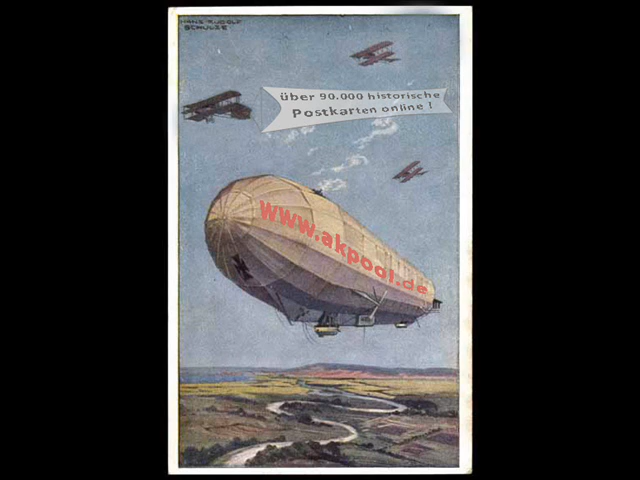 HANS RUDOLF
SCHULZE
über 90.000 historische
Postkarten online !
www.akpool.de